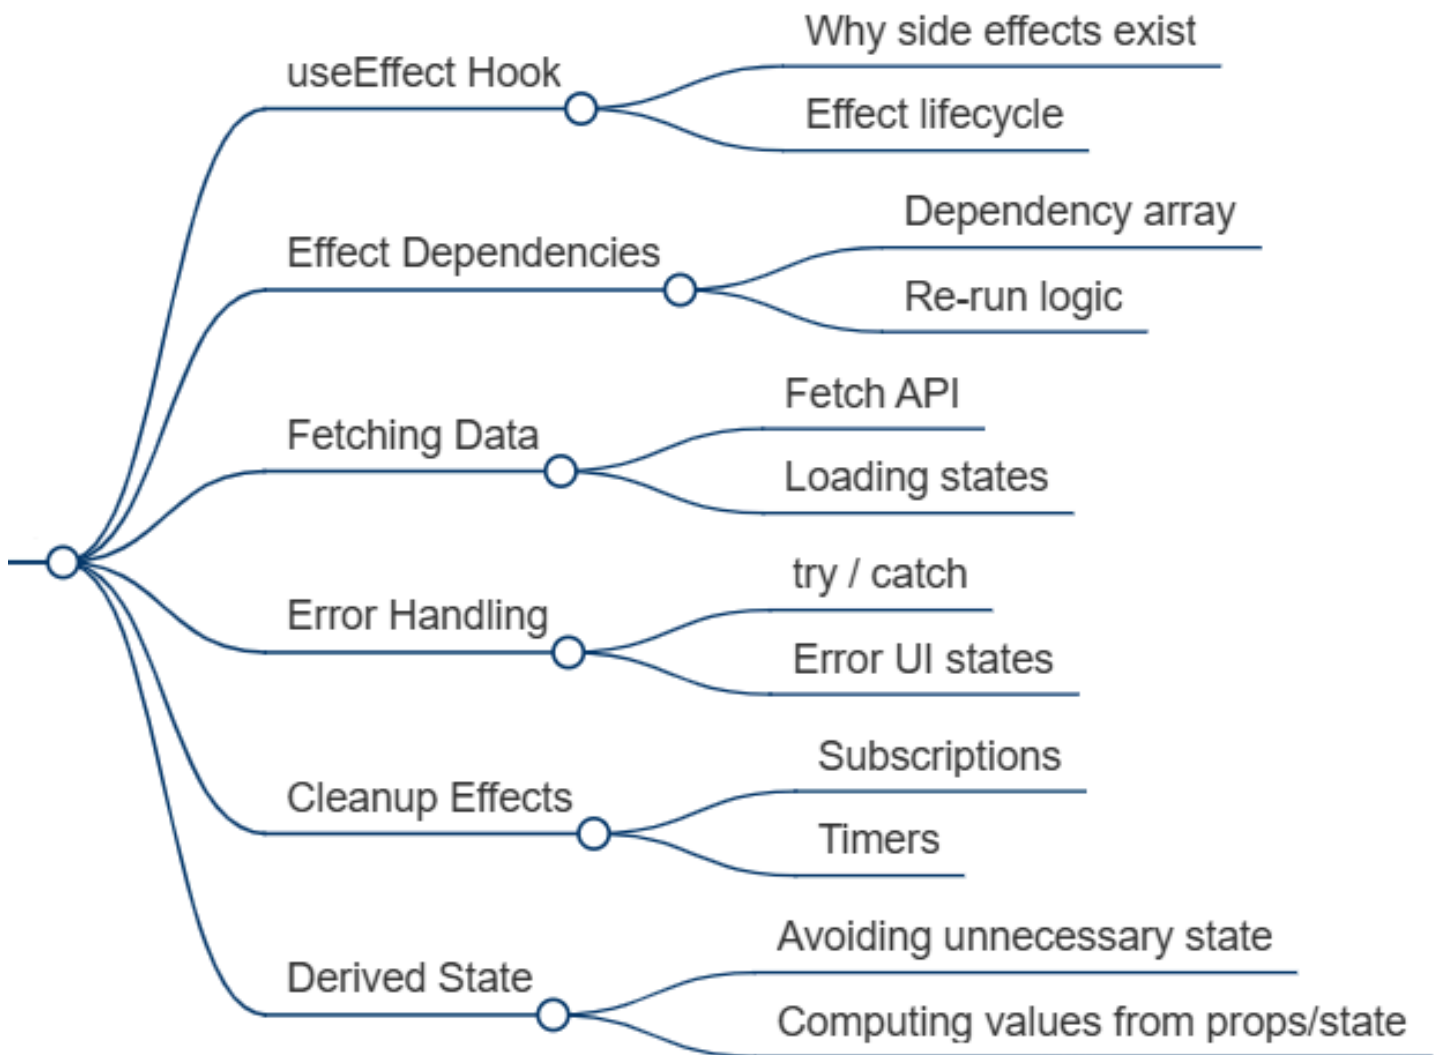 useEffect Hook
Why side effects exist
Effect lifecycle
Effect Dependencies
Dependency array
Re-run logic
Fetching Data
Fetch API
Loading states
Error Handling
try / catch
Error UI states
Cleanup Effects
Subscriptions
Timers
Derived State
Avoiding unnecessary state
Computing values from props/state